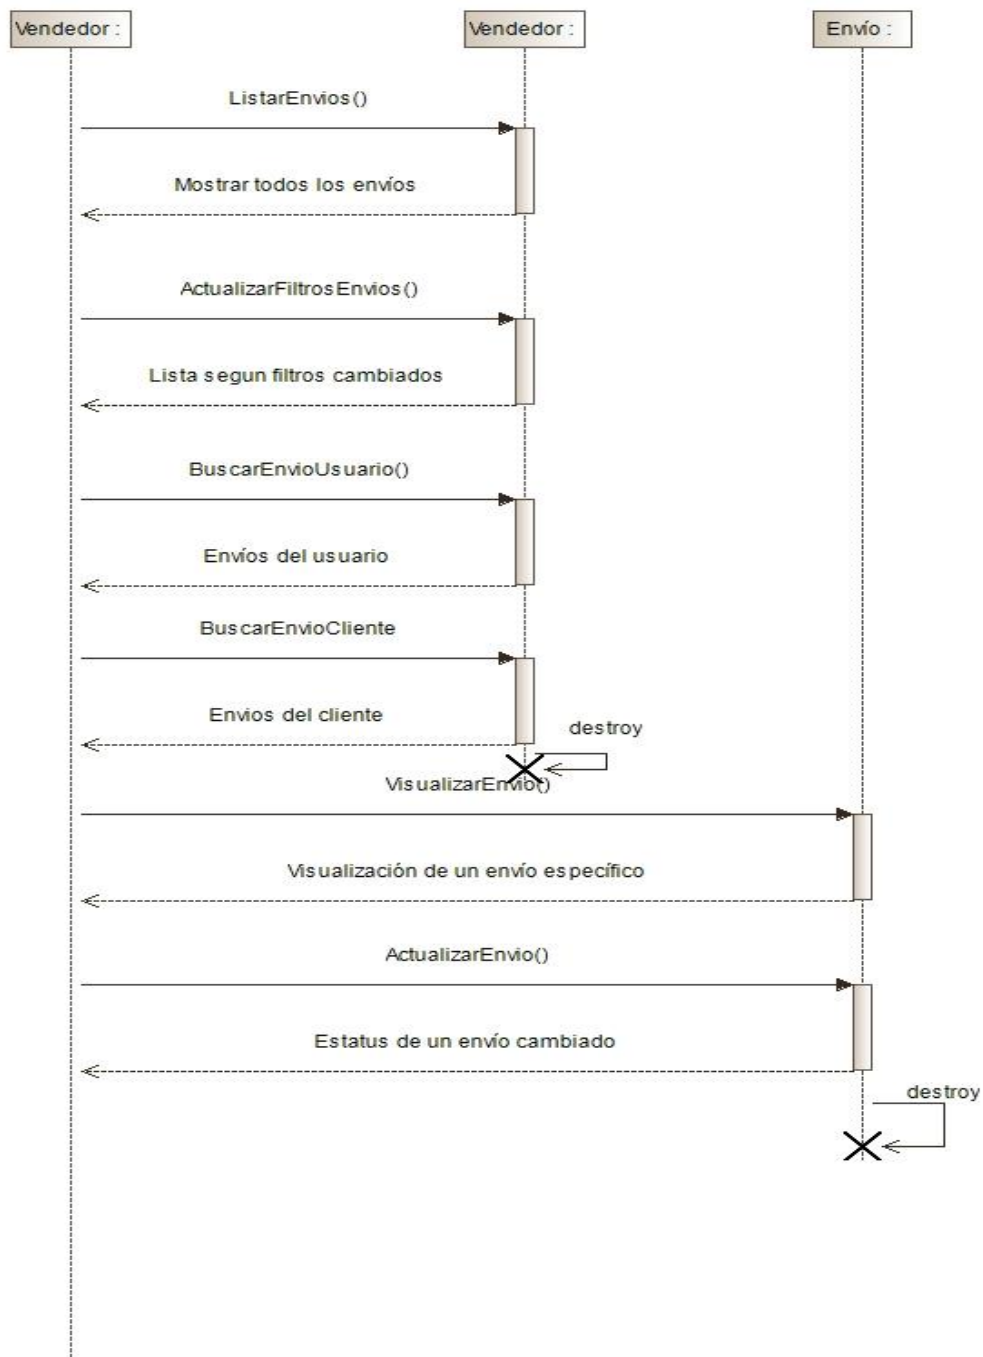 Vendedor :
Vendedor :
Envío :
ListarEnvios()
Mostrar todos los envíos
ActualizarFiltrosEnvios()
Lista segun filtros cambiados
BuscarEnvioUsuario()
Envíos del usuario
BuscarEnvioCliente
Envios del cliente
destroy
VisualizarEnvio()
Visualización de un envío específico
ActualizarEnvio()
Estatus de un envío cambiado
destroy